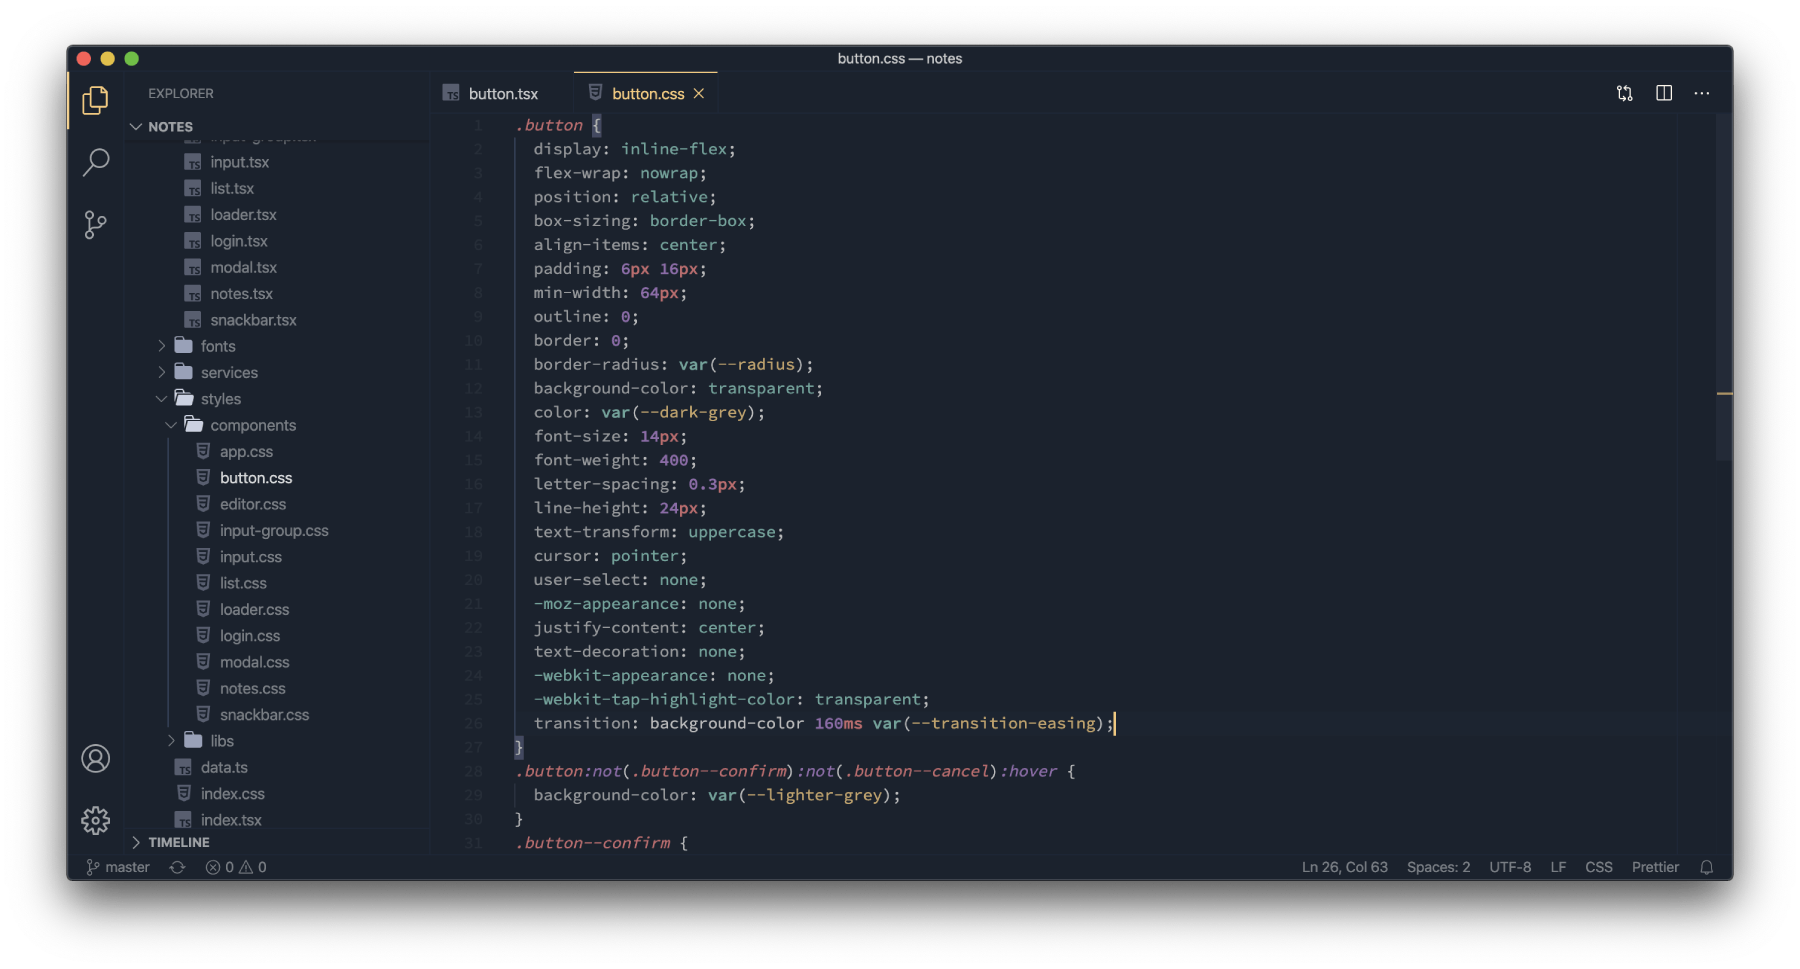 button.css — notes
EXPLORER
NOTES
input.tsx
list.tsx
loader.tsx
login.tsx
modal.tsx
notes.tsx
snackbar.tsx
fonts
services
styles
components
app.css
button.css
editor.css
input-group.css
input.css
list.css
loader.css
login.css
modal.css
notes.css
snackbar.css
libs
data.ts
index.css
index.tsx
TIMELINE
button.tsx
button.css
1 .button {
2 display: inline-flex;
3 flex-wrap: nowrap;
4 position: relative;
5 box-sizing: border-box;
6 align-items: center;
7 padding: 6px 16px;
8 min-width: 64px;
9 outline: 0;
10 border: 0;
11 border-radius: var(--radius);
12 background-color: transparent;
13 color: var(--dark-grey);
14 font-size: 14px;
15 font-weight: 400;
16 letter-spacing: 0.3px;
17 line-height: 24px;
18 text-transform: uppercase;
19 cursor: pointer;
20 user-select: none;
21 -moz-appearance: none;
22 justify-content: center;
23 text-decoration: none;
24 -webkit-appearance: none;
25 -webkit-tap-highlight-color: transparent;
26 transition: background-color 160ms var(--transition-easing);
27 }
28 .button:not(.button--confirm):not(.button--cancel):hover {
29 background-color: var(--lighter-grey);
30 }
31 .button--confirm {
master 0 0
Ln 26, Col 63 Spaces: 2 UTF-8 LF CSS Prettier